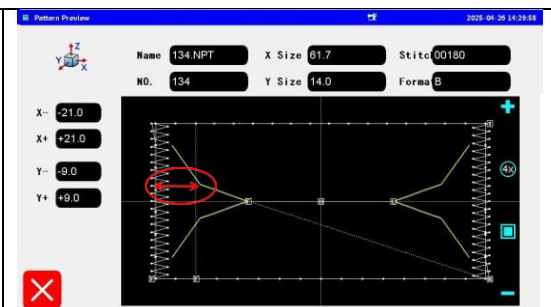 Pattern Preview
2025-04-26 14:29:58
Z
Y
X
Name 134.NPT X Size 61.7 Stitc 00180
NO. 134 Y Size 14.0 Forma B
X- -21.0
X+ +21.0
Y- -9.0
Y+ +9.0
4x